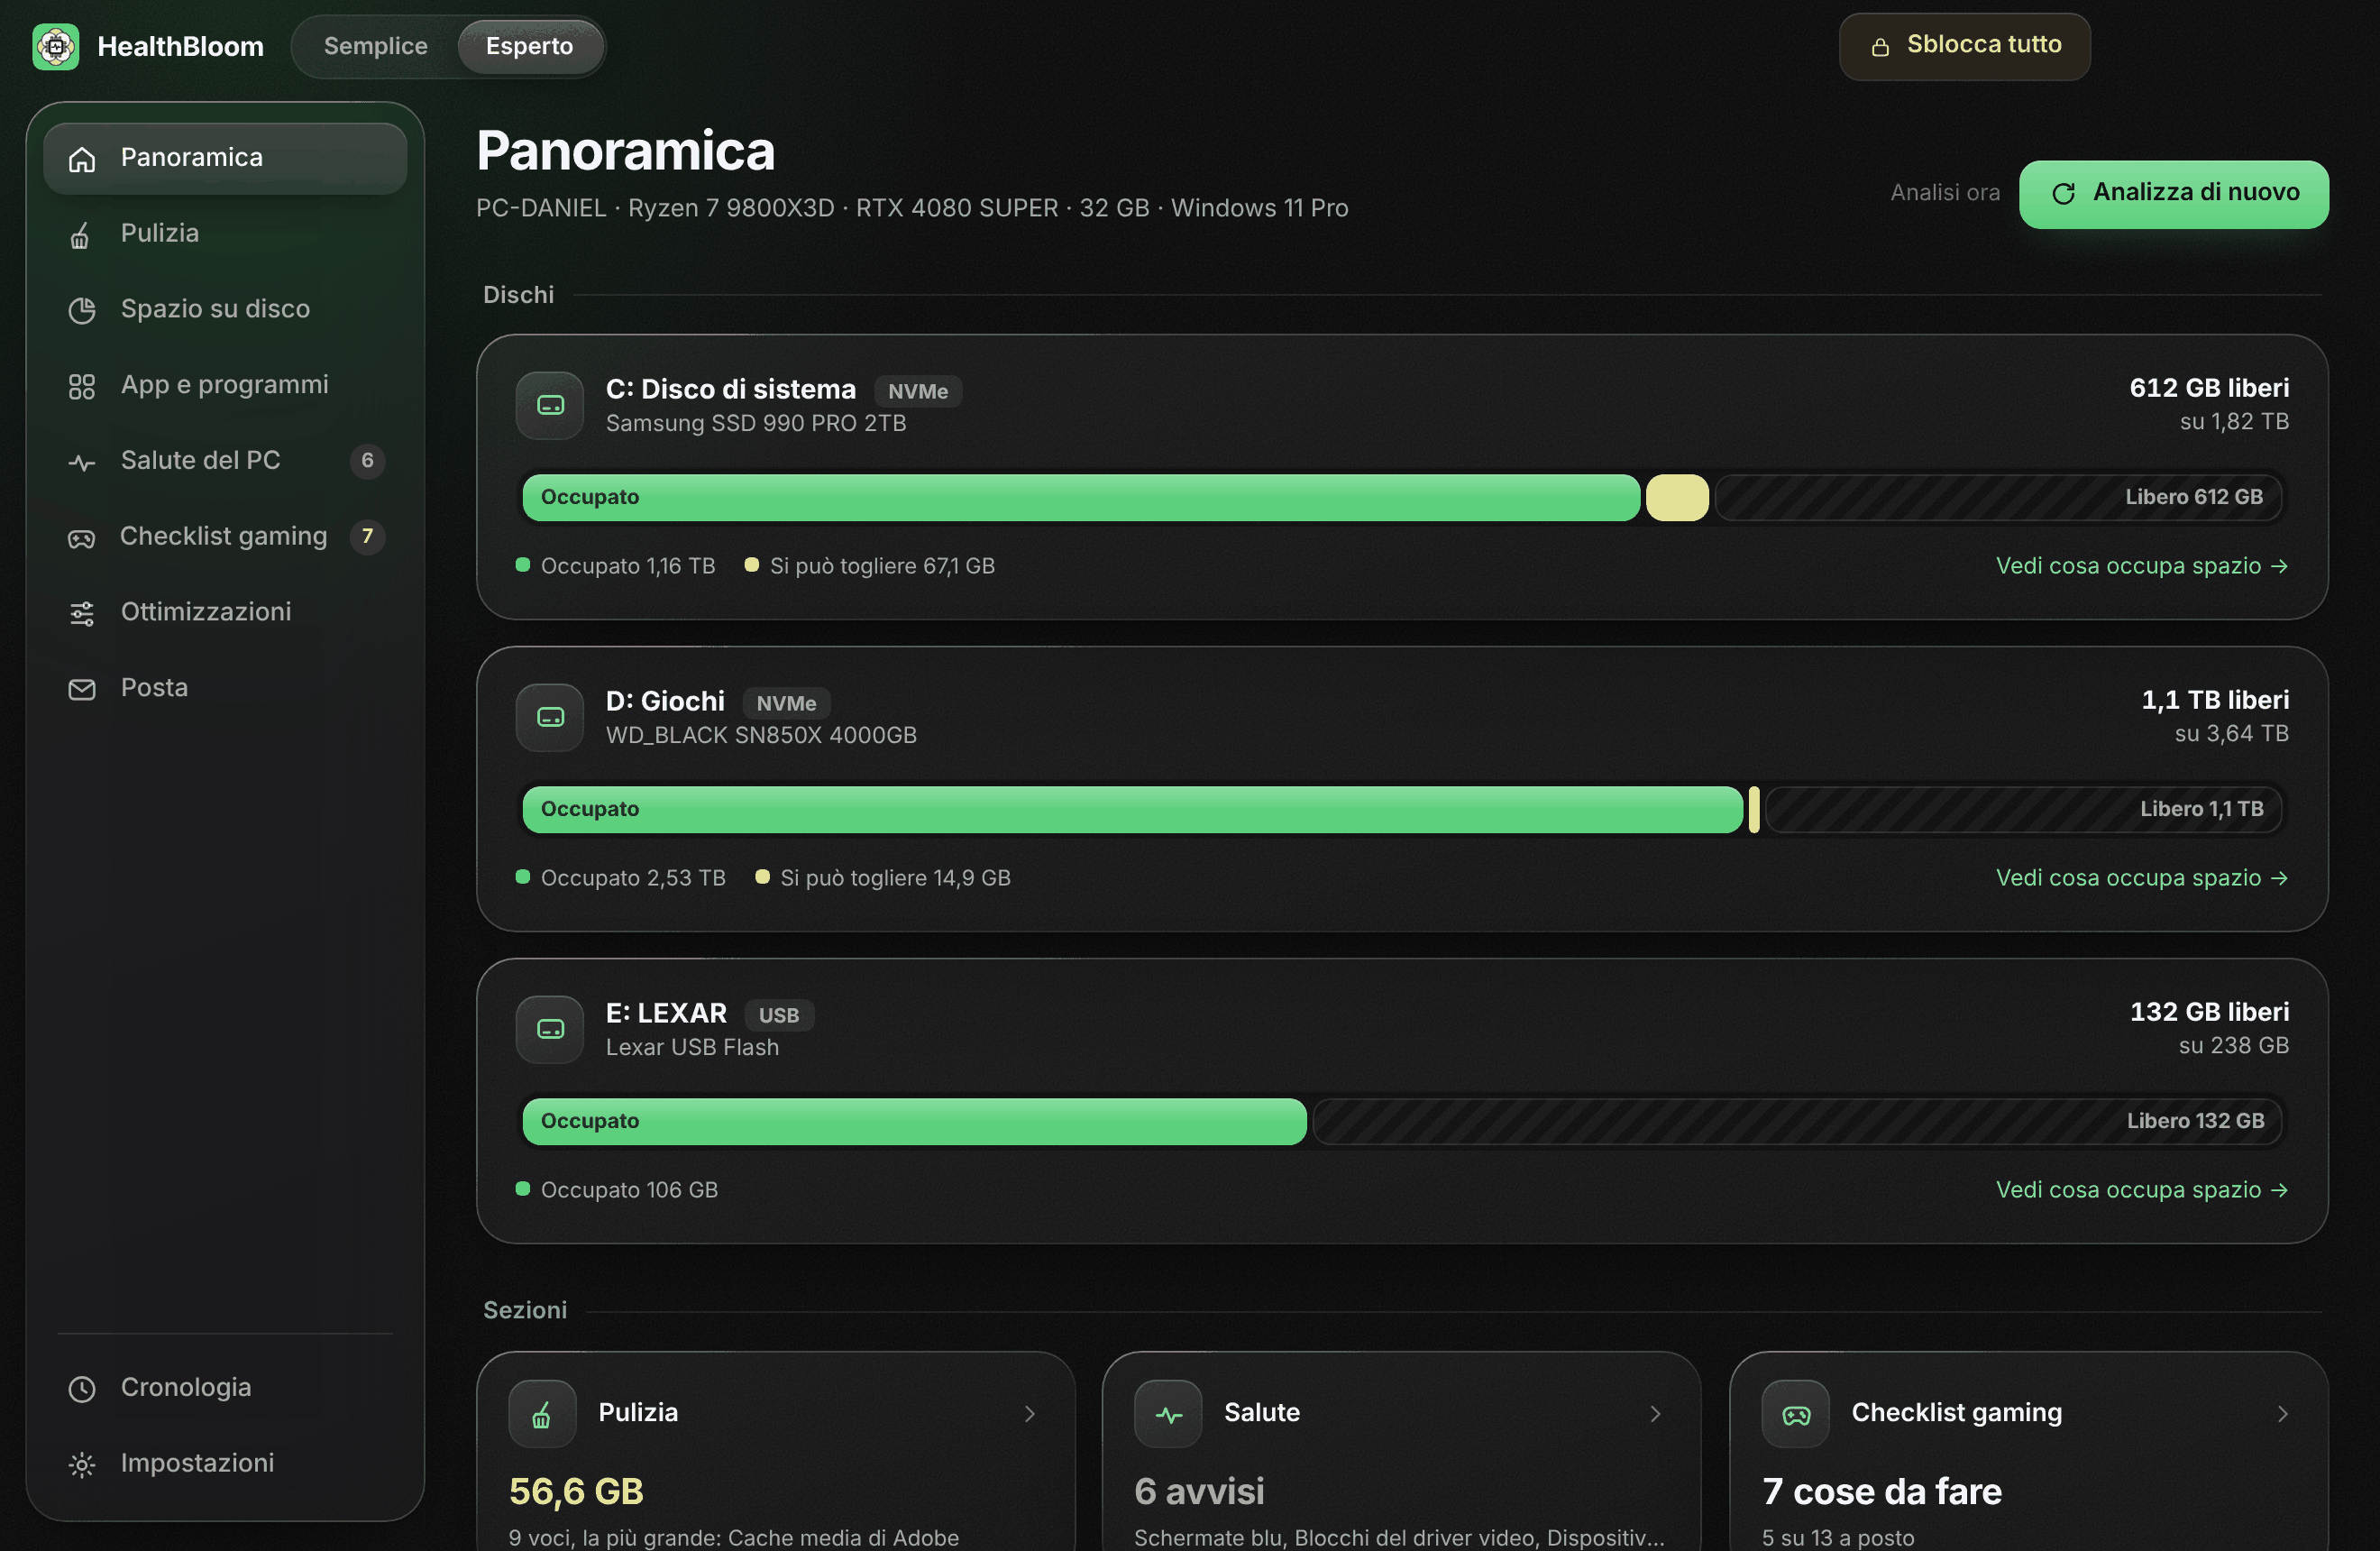 HealthBloom
Semplice
Esperto
Sblocca tutto
Panoramica
Pulizia
Spazio su disco
App e programmi
Salute del PC 6
Checklist gaming 7
Ottimizzazioni
Posta
Cronologia
Impostazioni
Panoramica
PC-DANIEL · Ryzen 7 9800X3D · RTX 4080 SUPER · 32 GB · Windows 11 Pro
Analisi ora
Analizza di nuovo
Dischi
C: Disco di sistema NVMe
Samsung SSD 990 PRO 2TB
612 GB liberi
su 1,82 TB
Occupato
Libero 612 GB
Occupato 1,16 TB
Si può togliere 67,1 GB
Vedi cosa occupa spazio →
D: Giochi NVMe
WD_BLACK SN850X 4000GB
1,1 TB liberi
su 3,64 TB
Occupato
Libero 1,1 TB
Occupato 2,53 TB
Si può togliere 14,9 GB
Vedi cosa occupa spazio →
E: LEXAR USB
Lexar USB Flash
132 GB liberi
su 238 GB
Occupato
Libero 132 GB
Occupato 106 GB
Vedi cosa occupa spazio →
Sezioni
Pulizia
56,6 GB
9 voci, la più grande: Cache media di Adobe
Salute
6 avvisi
Schermate blu, Blocchi del driver video, Dispositiv...
Checklist gaming
7 cose da fare
5 su 13 a posto